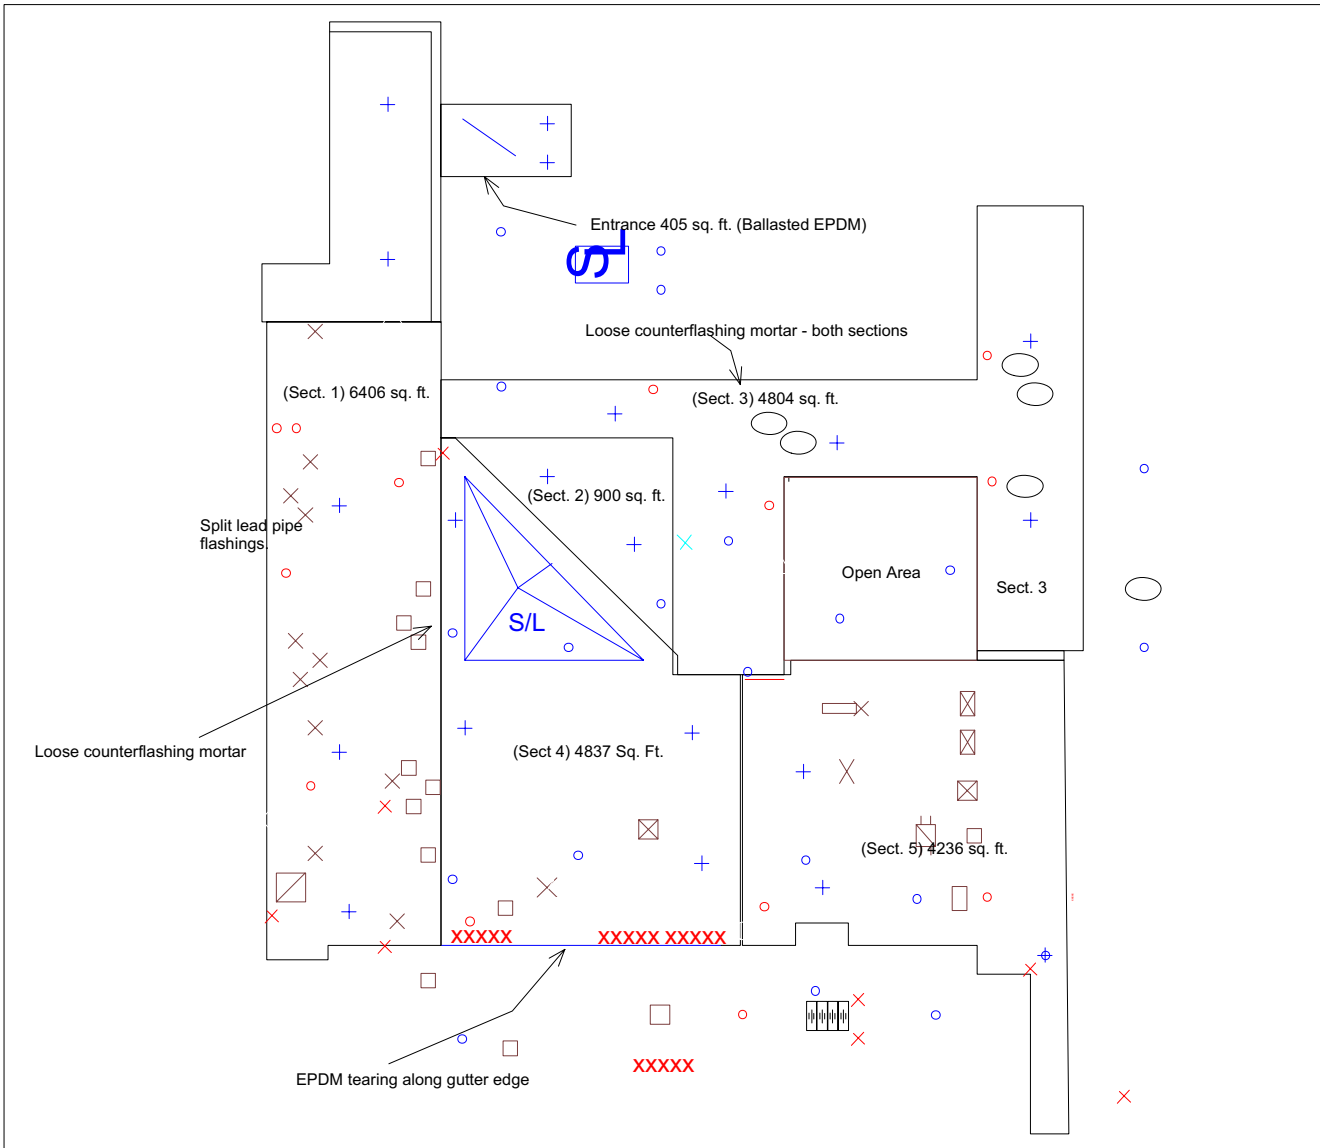 Entrance 405 sq. ft. (Ballasted EPDM)
SL
Loose counterflashing mortar - both sections
(Sect. 1) 6406 sq. ft.
(Sect. 3) 4804 sq. ft.
(Sect. 2) 900 sq. ft.
Split lead pipe
flashings.
Open Area
Sect. 3
S/L
Loose counterflashing mortar
(Sect 4) 4837 Sq. Ft.
(Sect. 5) 4236 sq. ft.
XXXXX
XXXXX XXXXX
XXXXX
EPDM tearing along gutter edge